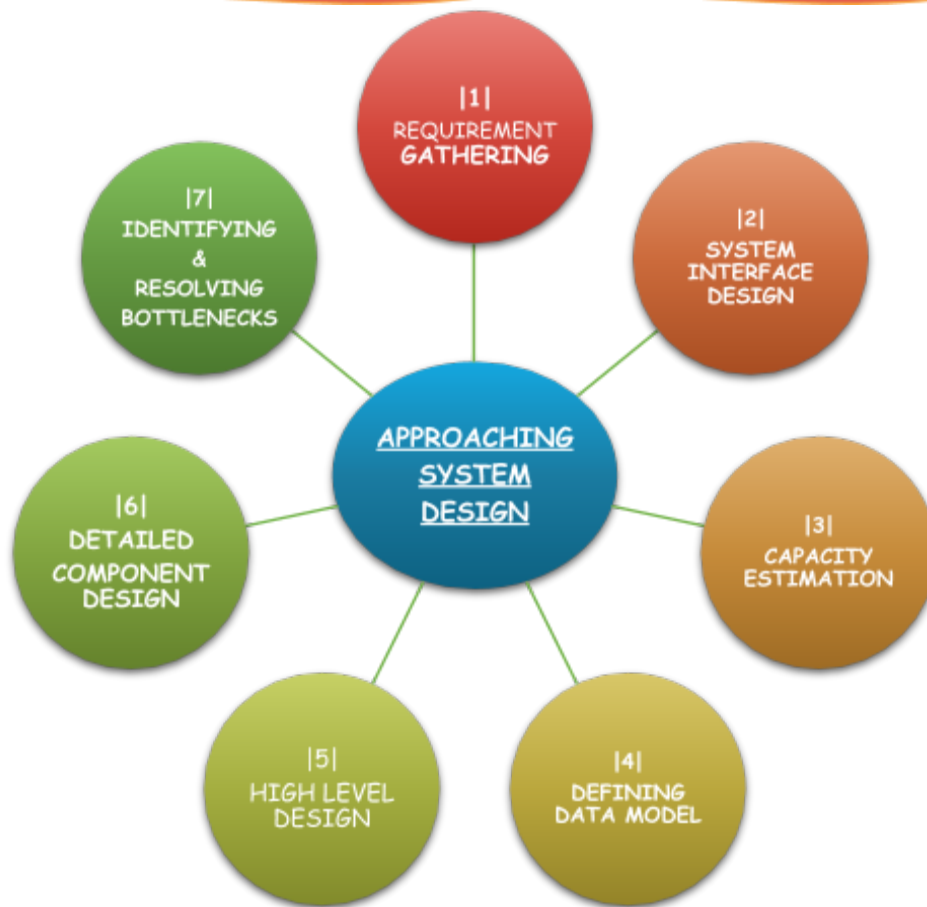 |1|
REQUIREMENT
GATHERING
|2|
SYSTEM
INTERFACE
DESIGN
|3|
CAPACITY
ESTIMATION
|4|
DEFINING
DATA MODEL
|5|
HIGH LEVEL
DESIGN
|6|
DETAILED
COMPONENT
DESIGN
|7|
IDENTIFYING
&
RESOLVING
BOTTLENECKS
APPROACHING
SYSTEM
DESIGN